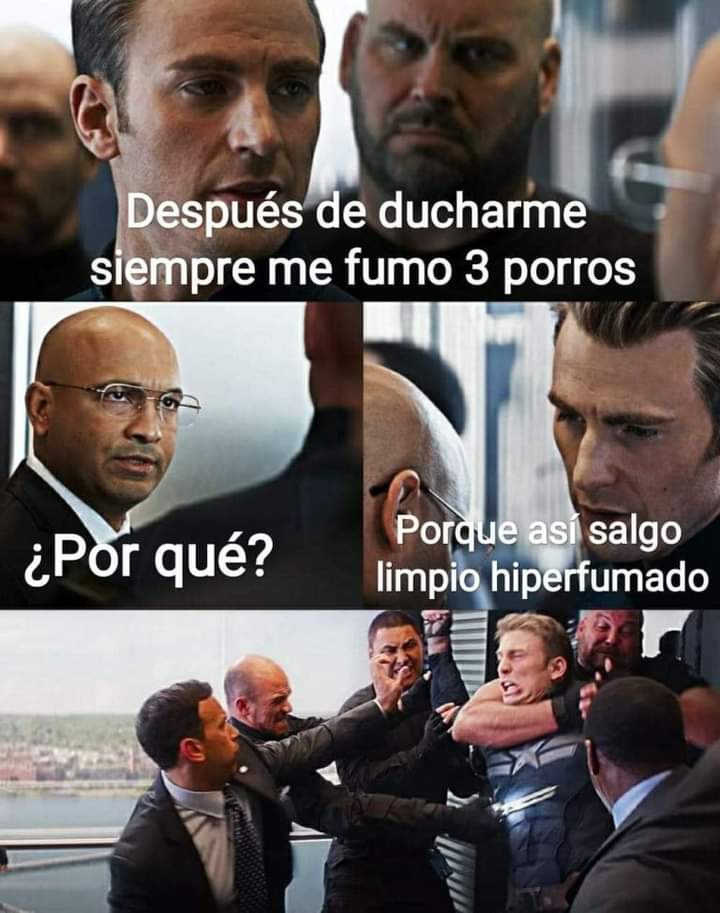 Después de ducharme
siempre me fumo 3 porros
¿Por qué?
Porque así salgo
limpio hiperfumado